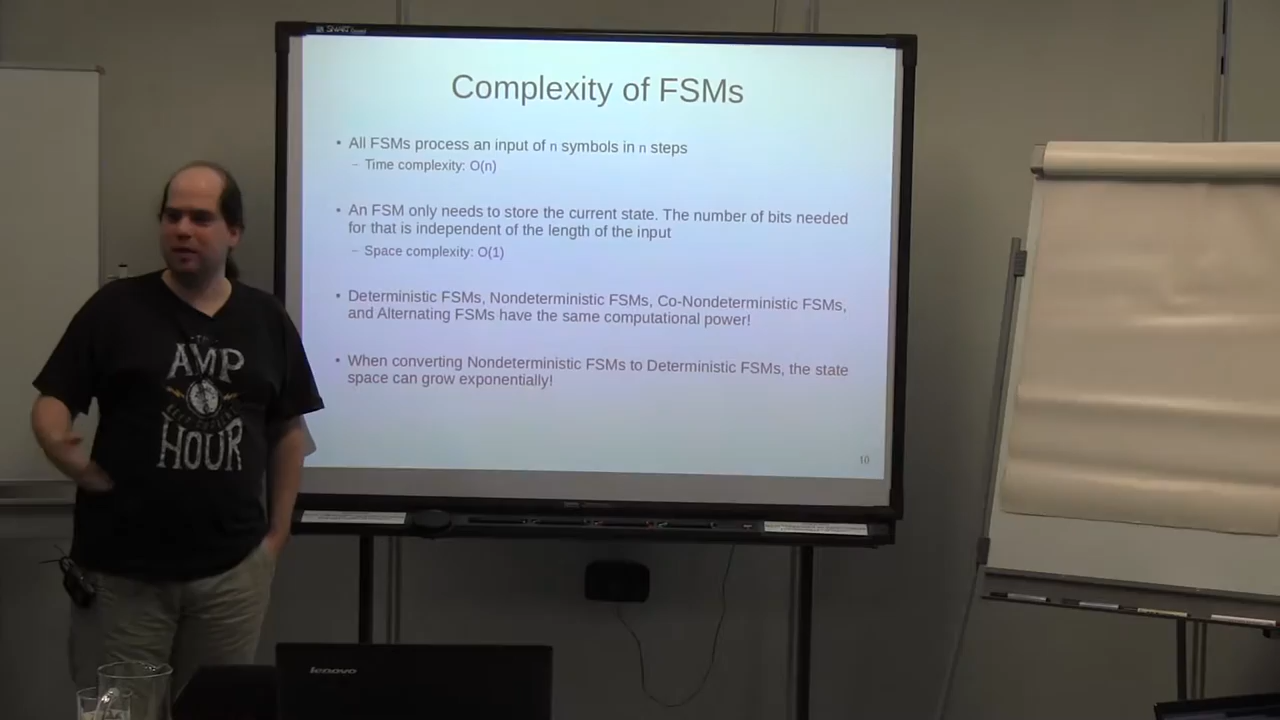 SMART
Complexity of FSMs
• All FSMs process an input of n symbols in n steps
– Time complexity: O(n)
• An FSM only needs to store the current state. The number of bits needed
for that is independent of the length of the input
– Space complexity: O(1)
• Deterministic FSMs, Nondeterministic FSMs, Co-Nondeterministic FSMs,
and Alternating FSMs have the same computational power!
• When converting Nondeterministic FSMs to Deterministic FSMs, the state
space can grow exponentially!
10
AMP
HOUR
lenovo